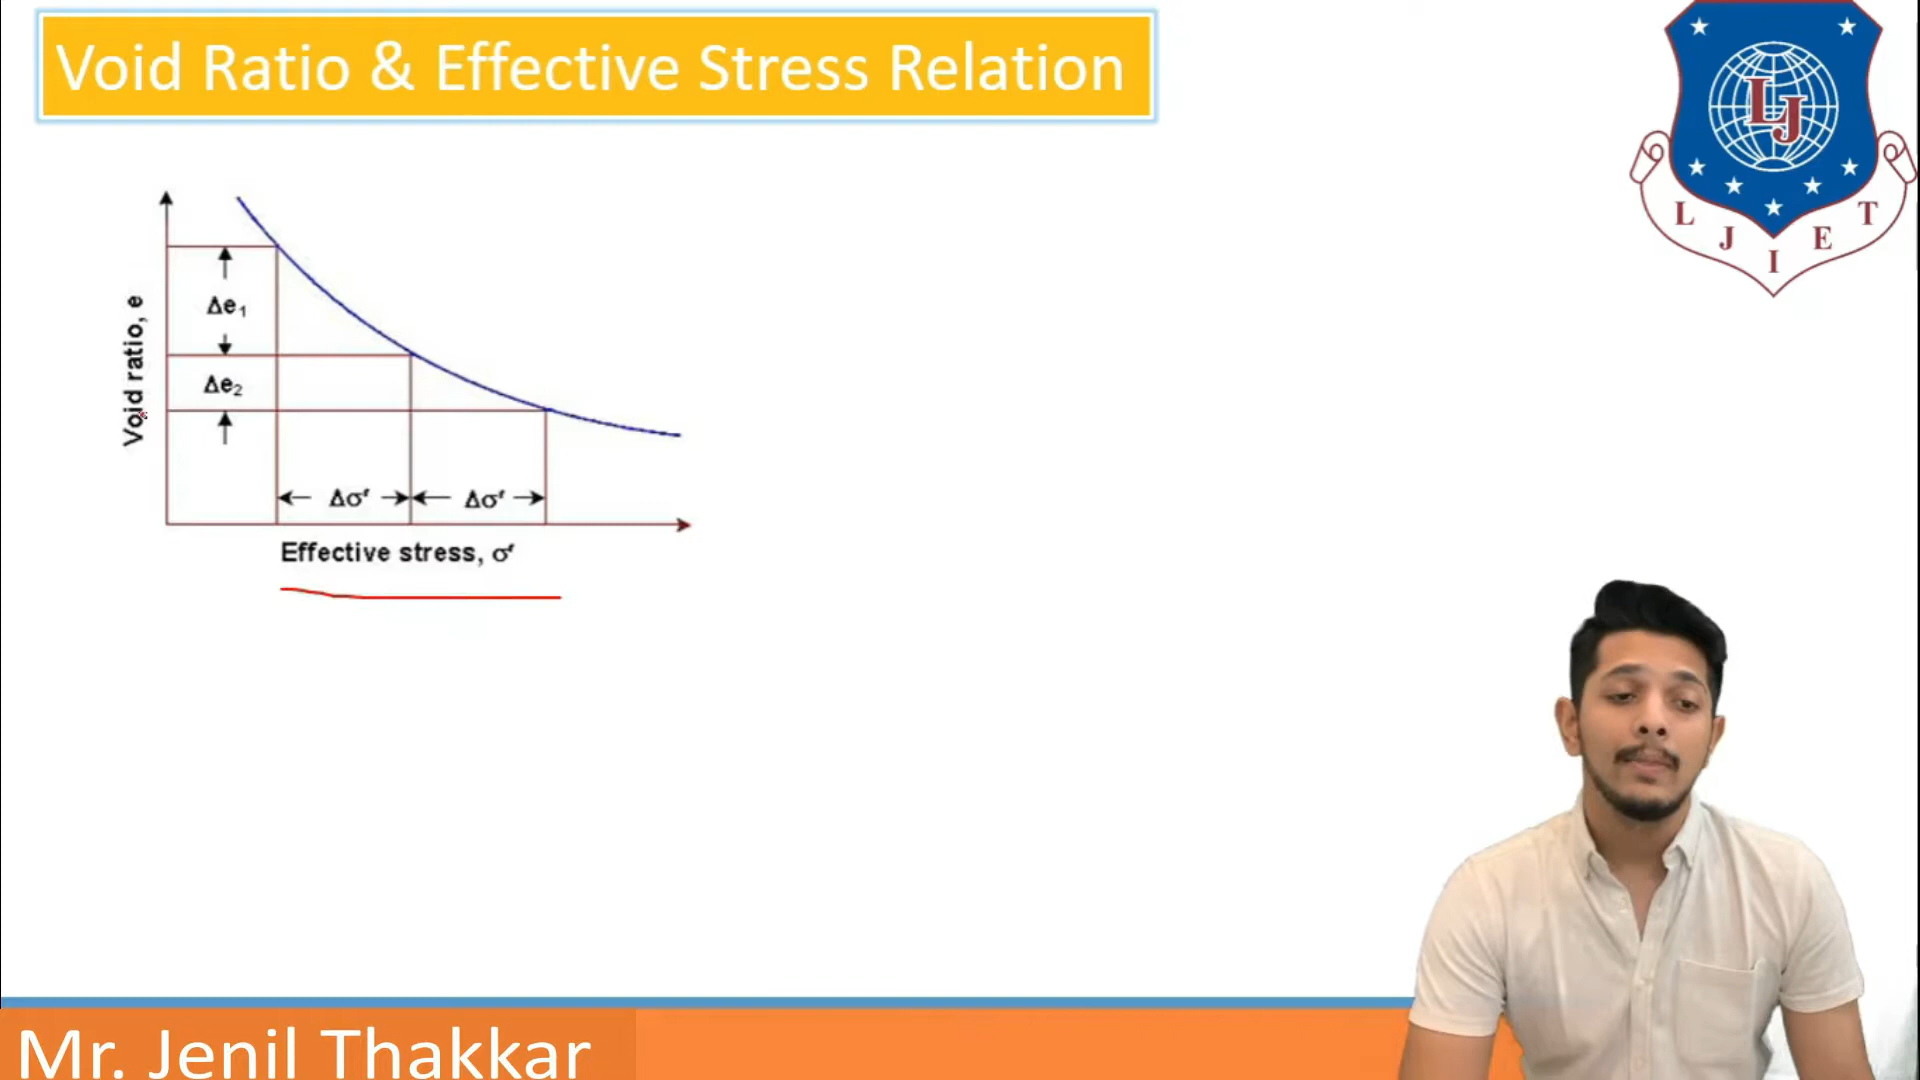 Void Ratio & Effective Stress Relation
LJ
L J I E T
Void ratio, e
Δe₁
Δe₂
Δσ' Δσ'
Effective stress, σ'
Mr. Jenil Thakkar